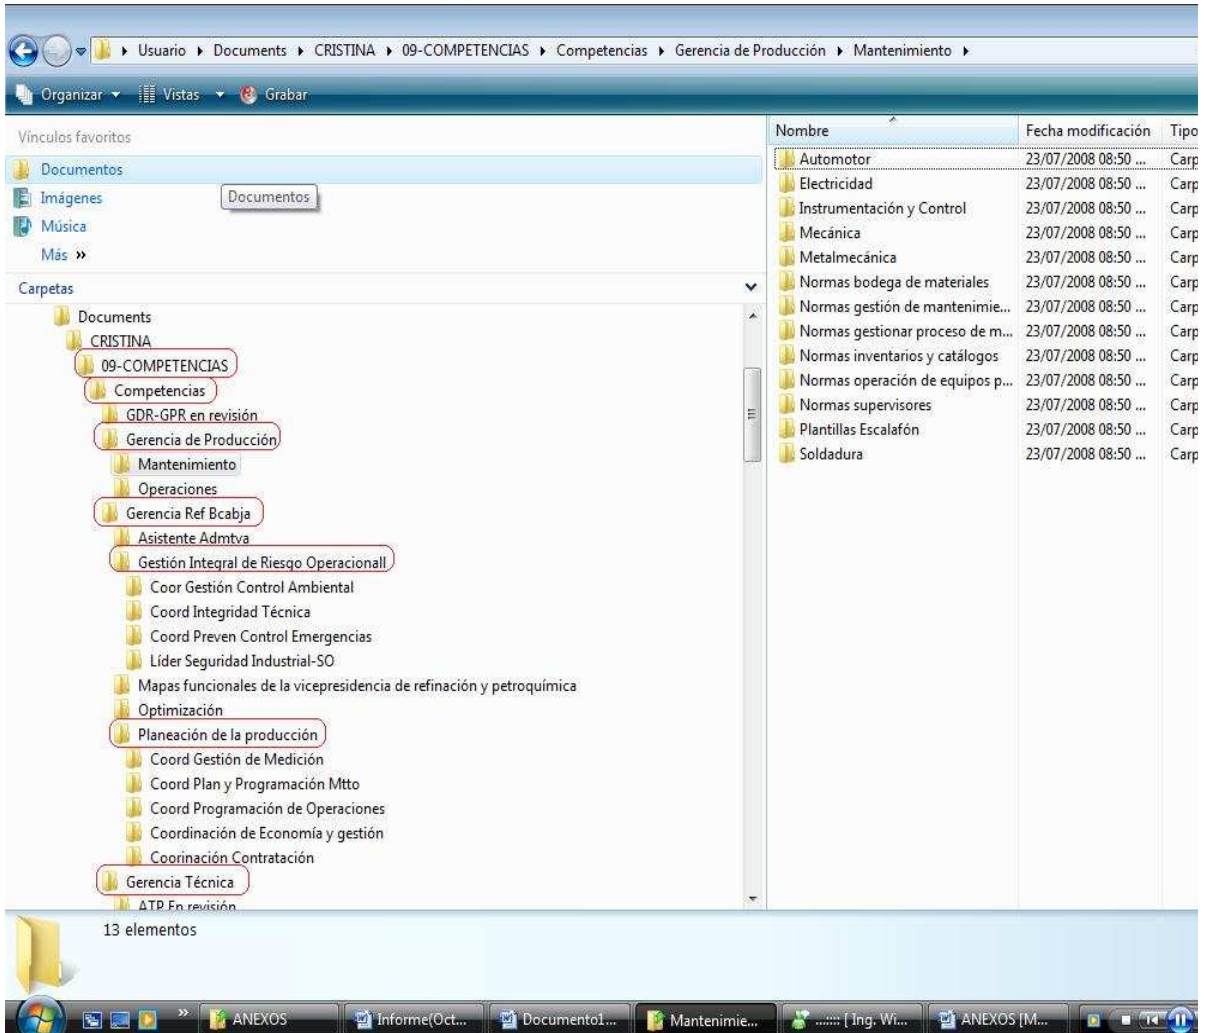 Usuario ▸ Documents ▸ CRISTINA ▸ 09-COMPETENCIAS ▸ Competencias ▸ Gerencia de Producción ▸ Mantenimiento ▸
Organizar Vistas Grabar
Vínculos favoritos
Documentos
Imágenes
Documentos
Música
Más »
Carpetas
Documents
CRISTINA
09-COMPETENCIAS
Competencias
GDR-GPR en revisión
Gerencia de Producción
Mantenimiento
Operaciones
Gerencia Ref Bcabja
Asistente Admtva
Gestión Integral de Riesgo Operacionall
Coor Gestión Control Ambiental
Coord Integridad Técnica
Coord Preven Control Emergencias
Líder Seguridad Industrial-SO
Mapas funcionales de la vicepresidencia de refinación y petroquímica
Optimización
Planeación de la producción
Coord Gestión de Medición
Coord Plan y Programación Mtto
Coord Programación de Operaciones
Coordinación de Economía y gestión
Coorinación Contratación
Gerencia Técnica
ATP En revisión
Nombre Fecha modificación Tipo
Automotor 23/07/2008 08:50 ... Carp
Electricidad 23/07/2008 08:50 ... Carp
Instrumentación y Control 23/07/2008 08:50 ... Carp
Mecánica 23/07/2008 08:50 ... Carp
Metalmecánica 23/07/2008 08:50 ... Carp
Normas bodega de materiales 23/07/2008 08:50 ... Carp
Normas gestión de mantenimie... 23/07/2008 08:50 ... Carp
Normas gestionar proceso de m... 23/07/2008 08:50 ... Carp
Normas inventarios y catálogos 23/07/2008 08:50 ... Carp
Normas operación de equipos p... 23/07/2008 08:50 ... Carp
Normas supervisores 23/07/2008 08:50 ... Carp
Plantillas Escalafón 23/07/2008 08:50 ... Carp
Soldadura 23/07/2008 08:50 ... Carp
13 elementos
» ANEXOS Informe(Oct... Documento1... Mantenimie... ..:::: [ Ing. Wi... ANEXOS [M...